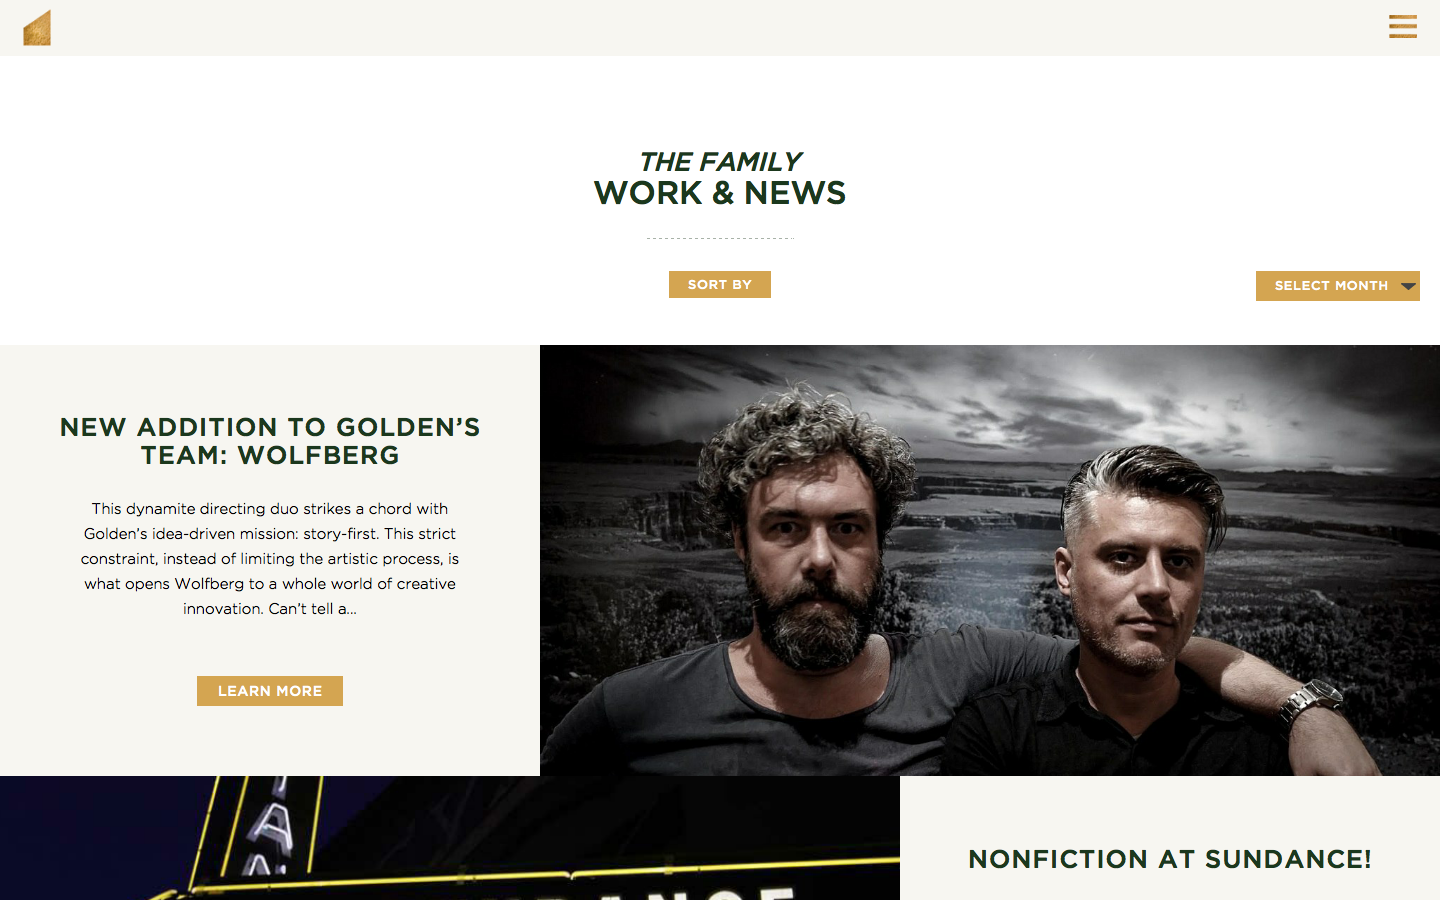 THE FAMILY
WORK & NEWS
SORT BY
SELECT MONTH
NEW ADDITION TO GOLDEN’S
TEAM: WOLFBERG
This dynamite directing duo strikes a chord with
Golden’s idea-driven mission: story-first. This strict
constraint, instead of limiting the artistic process, is
what opens Wolfberg to a whole world of creative
innovation. Can’t tell a...
LEARN MORE
NONFICTION AT SUNDANCE!